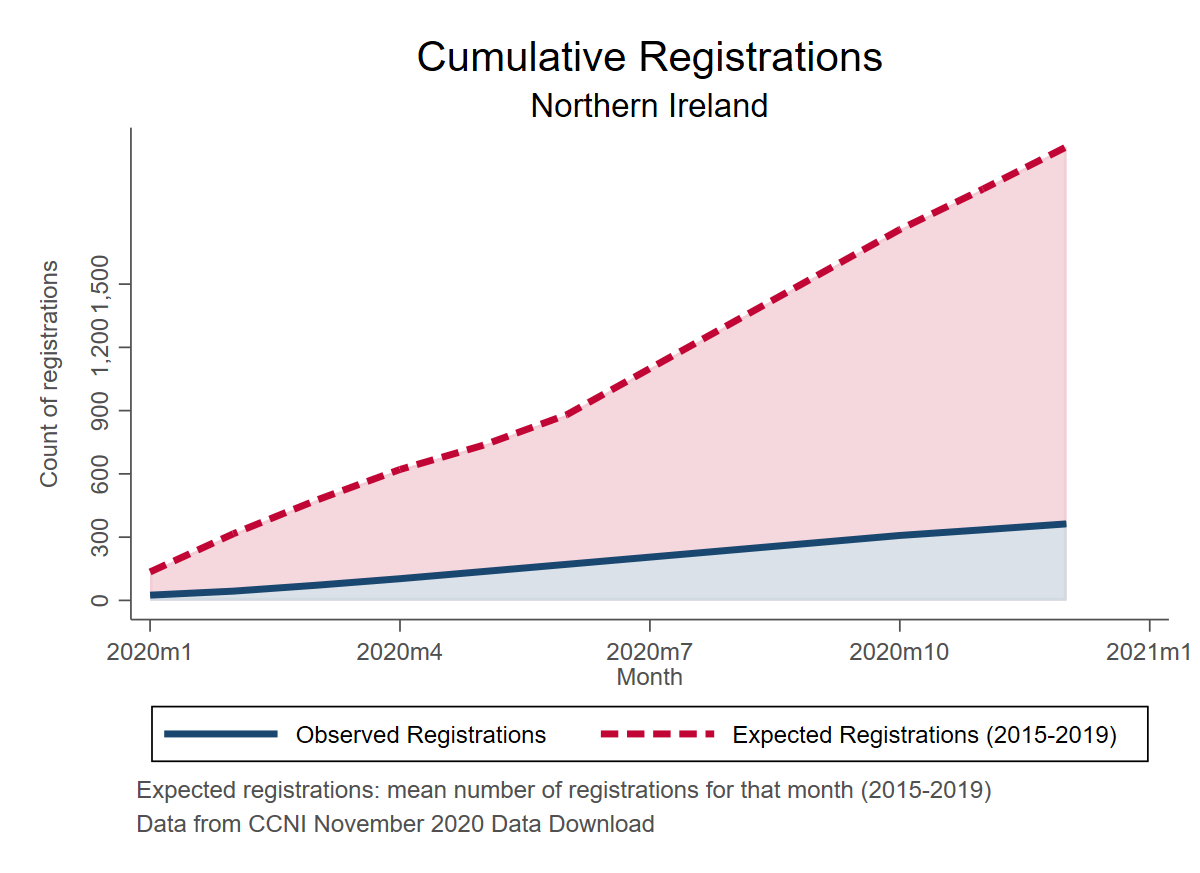 Cumulative Registrations
Northern Ireland
Count of registrations
1,500
1,200
900
600
300
0
2020m1 2020m4 2020m7 2020m10 2021m1
Month
Observed Registrations Expected Registrations (2015-2019)
Expected registrations: mean number of registrations for that month (2015-2019)
Data from CCNI November 2020 Data Download